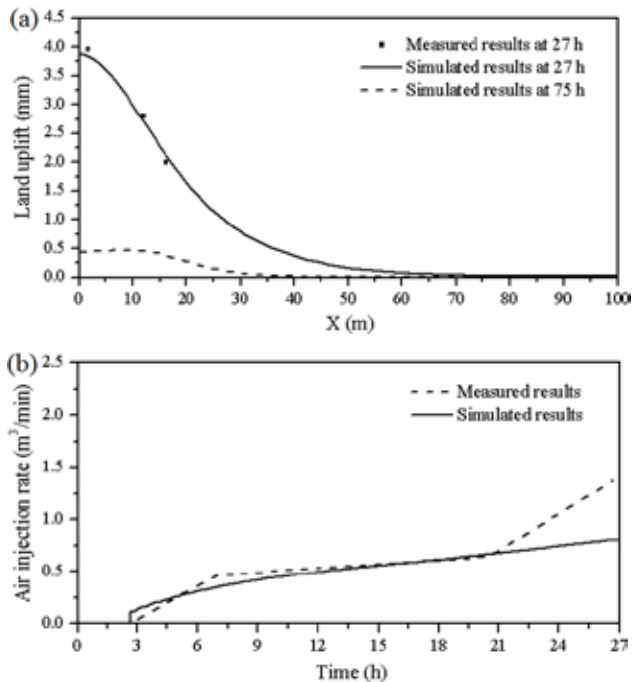 (a)
4.5
4.0
3.5
3.0
2.5
2.0
1.5
1.0
0.5
0.0
Land uplift (mm)
Measured results at 27 h
Simulated results at 27 h
Simulated results at 75 h
0 10 20 30 40 50 60 70 80 90 100
X (m)
(b)
2.5
2.0
1.5
1.0
0.5
0.0
Air injection rate (m³/min)
Measured results
Simulated results
0 3 6 9 12 15 18 21 24 27
Time (h)